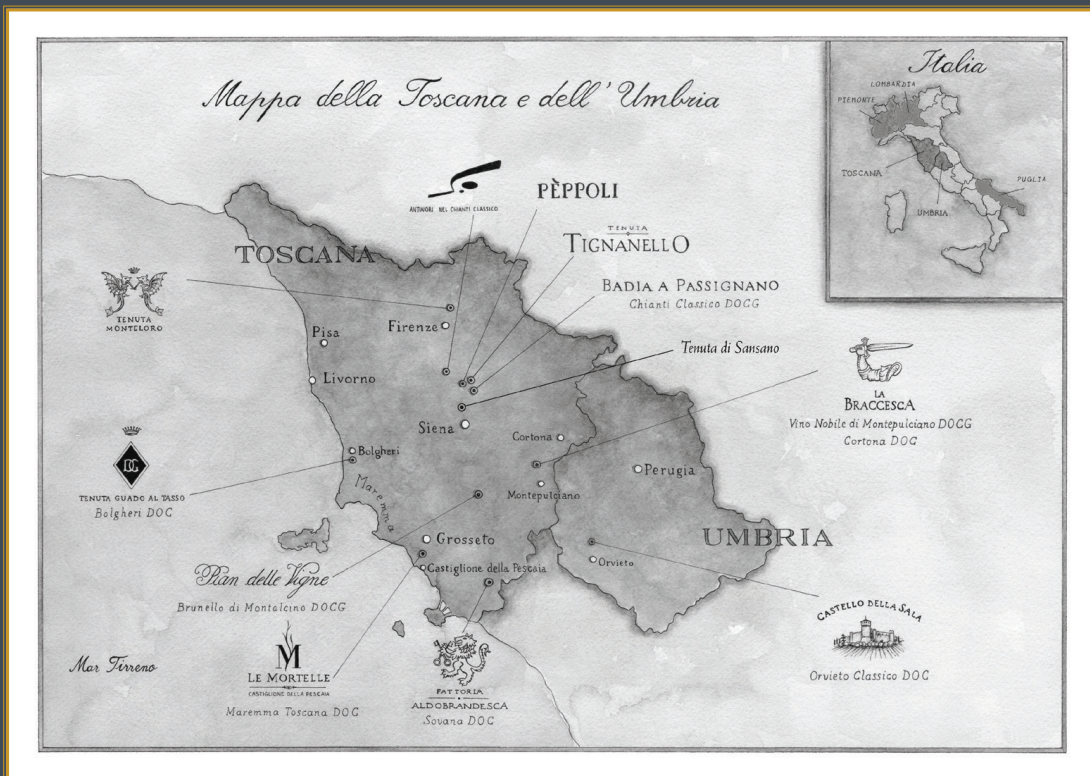 Mappa della Toscana e dell' Umbria
Italia
LOMBARDIA
PIEMONTE
TOSCANA
UMBRIA
PUGLIA
ANTINORI NEL CHIANTI CLASSICO
PÈPPOLI
TENUTA
TIGNANELLO
BADIA A PASSIGNANO
Chianti Classico DOCG
TOSCANA
TENUTA
MONTELORO
Firenze
Pisa
Livorno
Tenuta di Sansano
LA
BRACCESCA
Vino Nobile di Montepulciano DOCG
Cortona DOC
Siena
Cortona
Bolgheri
Perugia
Montepulciano
Maremma
DG
TENUTA GUADO AL TASSO
Bolgheri DOC
UMBRIA
Grosseto
Orvieto
Castiglione della Pescaia
Pian delle Vigne
Brunello di Montalcino DOCG
CASTELLO DELLA SALA
Orvieto Classico DOC
Mar Tirreno
M
LE MORTELLE
CASTIGLIONE DELLA PESCAIA
Maremma Toscana DOC
FATTORIA
ALDOBRANDESCA
Sovana DOC